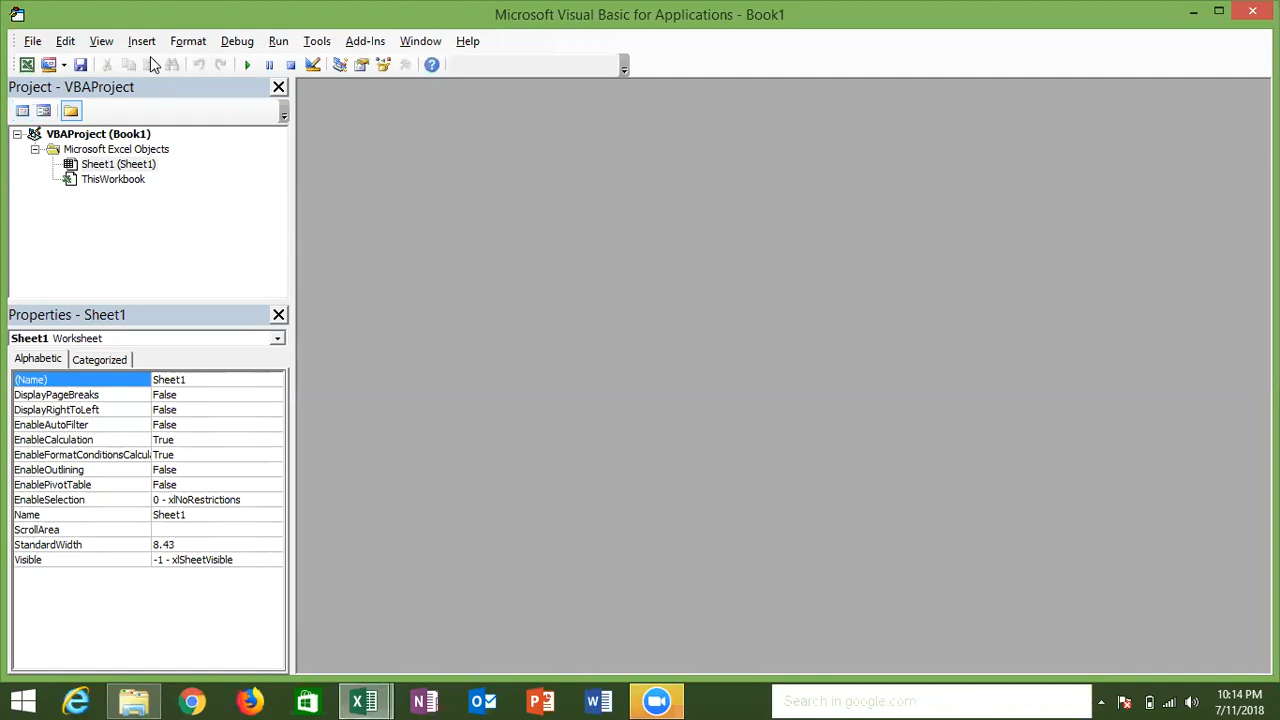 Microsoft Visual Basic for Applications - Book1
File Edit View Insert Format Debug Run Tools Add-Ins Window Help
Project - VBAProject
VBAProject (Book1)
Microsoft Excel Objects
Sheet1 (Sheet1)
ThisWorkbook
Properties - Sheet1
Sheet1 Worksheet
Alphabetic Categorized
(Name) Sheet1
DisplayPageBreaks False
DisplayRightToLeft False
EnableAutoFilter False
EnableCalculation True
EnableFormatConditionsCalcula True
EnableOutlining False
EnablePivotTable False
EnableSelection 0 - xlNoRestrictions
Name Sheet1
ScrollArea
StandardWidth 8.43
Visible -1 - xlSheetVisible
Search in google.com
10:14 PM
7/11/2018